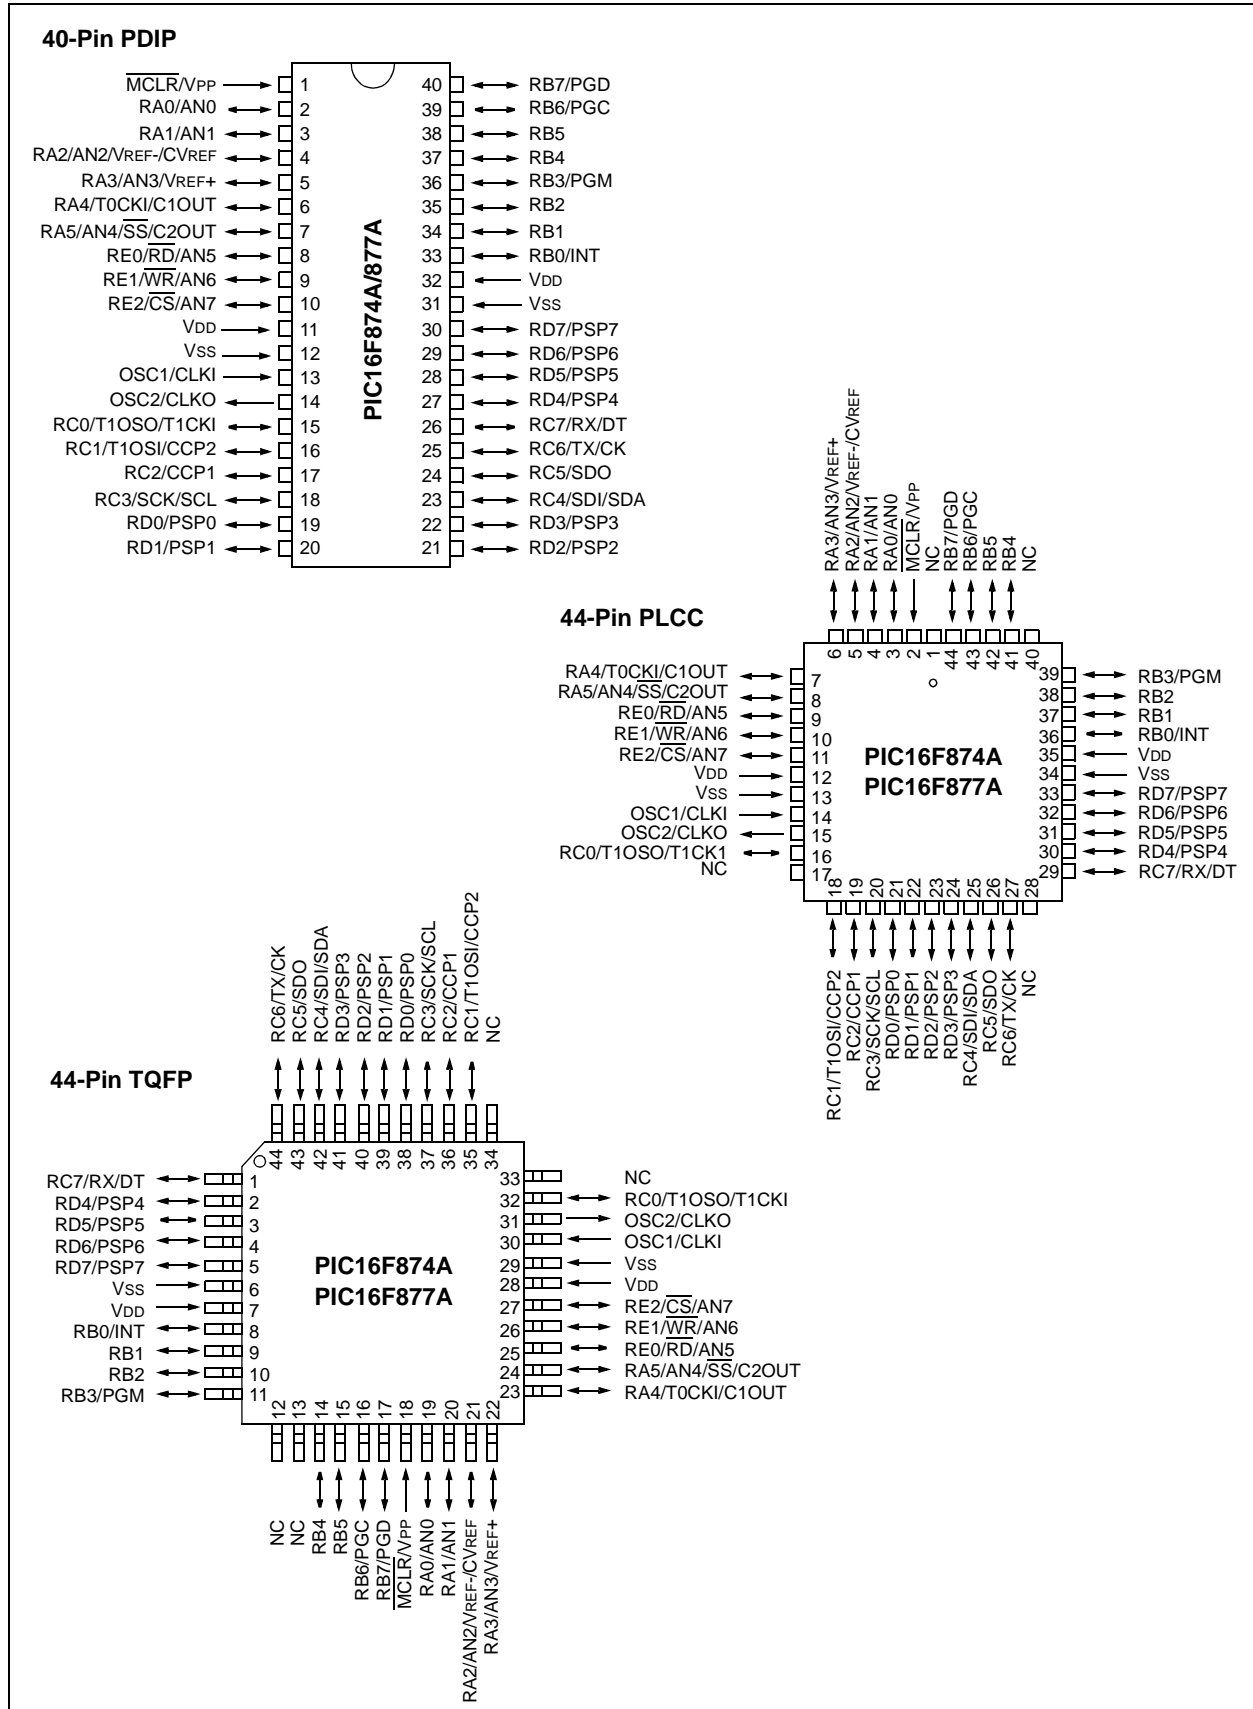 40-Pin PDIP
MCLR/VPP 1
RA0/AN0 2
RA1/AN1 3
RA2/AN2/VREF-/CVREF 4
RA3/AN3/VREF+ 5
RA4/T0CKI/C1OUT 6
RA5/AN4/SS/C2OUT 7
RE0/RD/AN5 8
RE1/WR/AN6 9
RE2/CS/AN7 10
VDD 11
VSS 12
OSC1/CLKI 13
OSC2/CLKO 14
RC0/T1OSO/T1CKI 15
RC1/T1OSI/CCP2 16
RC2/CCP1 17
RC3/SCK/SCL 18
RD0/PSP0 19
RD1/PSP1 20
PIC16F874A/877A
40 RB7/PGD
39 RB6/PGC
38 RB5
37 RB4
36 RB3/PGM
35 RB2
34 RB1
33 RB0/INT
32 VDD
31 VSS
30 RD7/PSP7
29 RD6/PSP6
28 RD5/PSP5
27 RD4/PSP4
26 RC7/RX/DT
25 RC6/TX/CK
24 RC5/SDO
23 RC4/SDI/SDA
22 RD3/PSP3
21 RD2/PSP2
44-Pin PLCC
RA3/AN3/VREF+ 6
RA2/AN2/VREF-/CVREF 5
RA1/AN1 4
RA0/AN0 3
MCLR/VPP 2
NC 1
RB7/PGD 44
RB6/PGC 43
RB5 42
RB4 41
NC 40
RA4/T0CKI/C1OUT 7
RA5/AN4/SS/C2OUT 8
RE0/RD/AN5 9
RE1/WR/AN6 10
RE2/CS/AN7 11
VDD 12
VSS 13
OSC1/CLKI 14
OSC2/CLKO 15
RC0/T1OSO/T1CK1 16
NC 17
PIC16F874A
PIC16F877A
39 RB3/PGM
38 RB2
37 RB1
36 RB0/INT
35 VDD
34 VSS
33 RD7/PSP7
32 RD6/PSP6
31 RD5/PSP5
30 RD4/PSP4
29 RC7/RX/DT
18 RC1/T1OSI/CCP2
19 RC2/CCP1
20 RC3/SCK/SCL
21 RD0/PSP0
22 RD1/PSP1
23 RD2/PSP2
24 RD3/PSP3
25 RC4/SDI/SDA
26 RC5/SDO
27 RC6/TX/CK
28 NC
44-Pin TQFP
RC6/TX/CK 44
RC5/SDO 43
RC4/SDI/SDA 42
RD3/PSP3 41
RD2/PSP2 40
RD1/PSP1 39
RD0/PSP0 38
RC3/SCK/SCL 37
RC2/CCP1 36
RC1/T1OSI/CCP2 35
NC 34
RC7/RX/DT 1
RD4/PSP4 2
RD5/PSP5 3
RD6/PSP6 4
RD7/PSP7 5
VSS 6
VDD 7
RB0/INT 8
RB1 9
RB2 10
RB3/PGM 11
PIC16F874A
PIC16F877A
33 NC
32 RC0/T1OSO/T1CKI
31 OSC2/CLKO
30 OSC1/CLKI
29 VSS
28 VDD
27 RE2/CS/AN7
26 RE1/WR/AN6
25 RE0/RD/AN5
24 RA5/AN4/SS/C2OUT
23 RA4/T0CKI/C1OUT
12 NC
13 NC
14 RB4
15 RB5
16 RB6/PGC
17 RB7/PGD
18 MCLR/VPP
19 RA0/AN0
20 RA1/AN1
21 RA2/AN2/VREF-/CVREF
22 RA3/AN3/VREF+